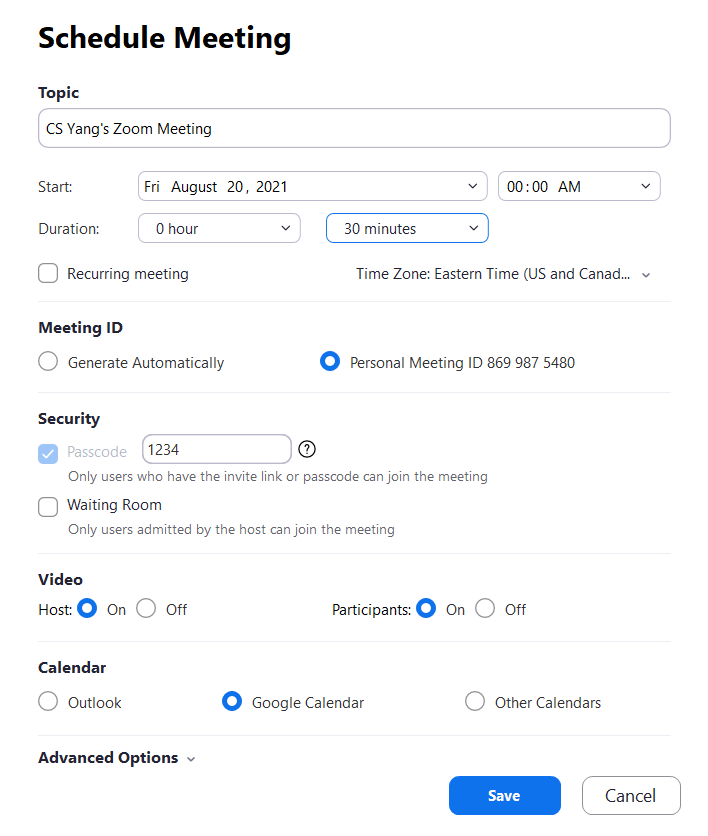 Schedule Meeting
Topic
CS Yang's Zoom Meeting
Start: Fri August 20, 2021 00:00 AM
Duration: 0 hour 30 minutes
Recurring meeting Time Zone: Eastern Time (US and Canad...
Meeting ID
Generate Automatically Personal Meeting ID 869 987 5480
Security
Passcode 1234 ?
Only users who have the invite link or passcode can join the meeting
Waiting Room
Only users admitted by the host can join the meeting
Video
Host: On Off Participants: On Off
Calendar
Outlook Google Calendar Other Calendars
Advanced Options
Save Cancel